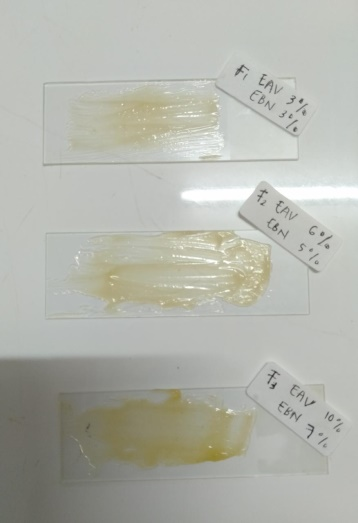 F1 EAV 3%
EBN 3%
F2 EAV 6%
EBN 5%
F3 EAV 10%
EBN 7%